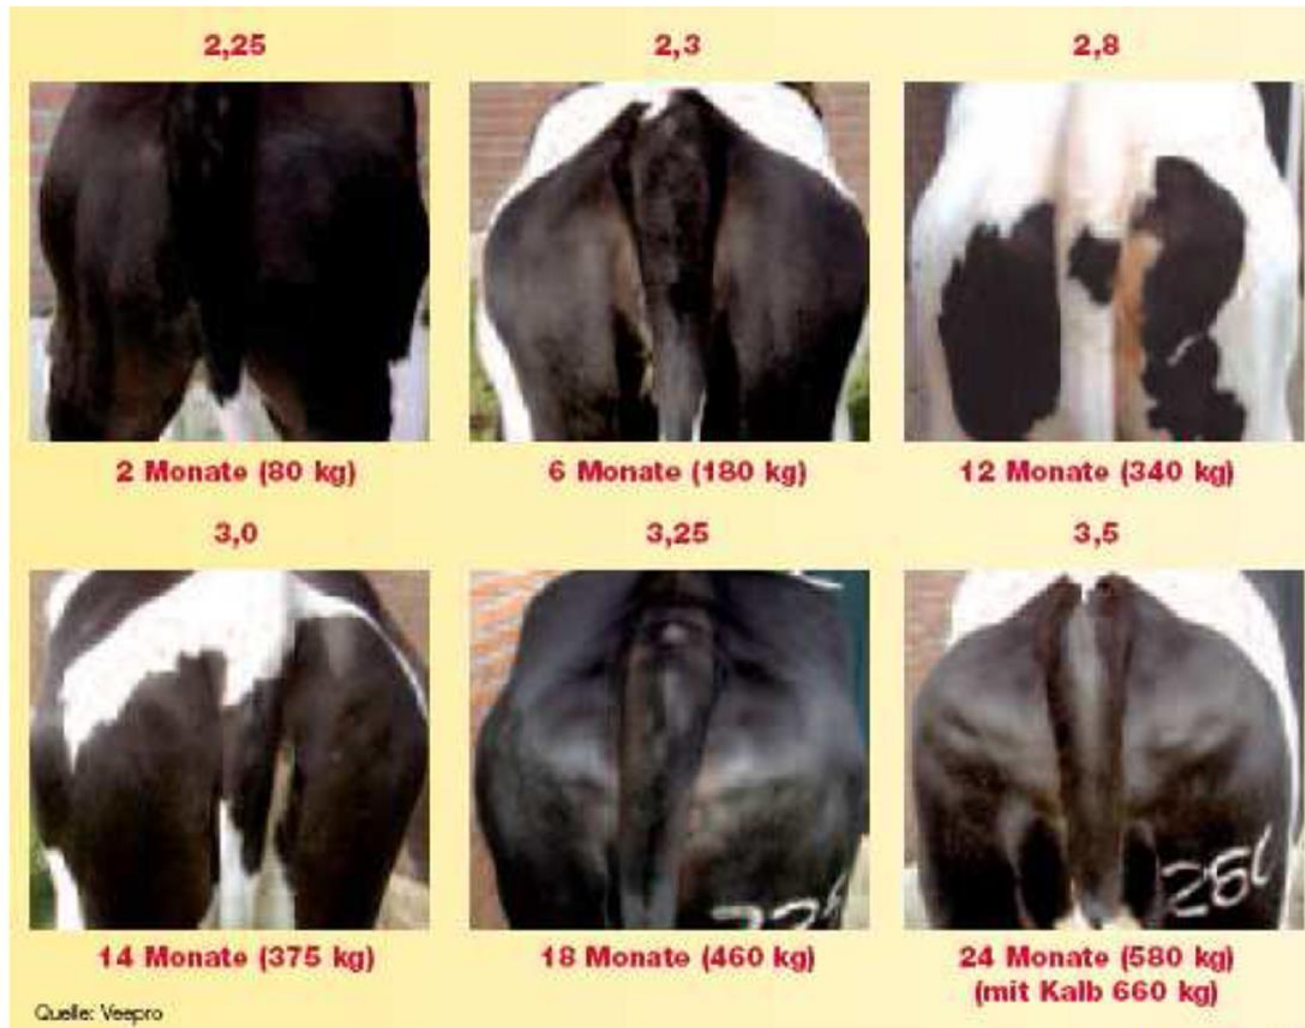 2,25
2,3
2,8
2 Monate (80 kg)
6 Monate (180 kg)
12 Monate (340 kg)
3,0
3,25
3,5
14 Monate (375 kg)
18 Monate (460 kg)
24 Monate (580 kg)
(mit Kalb 660 kg)
Quelle: Veepro